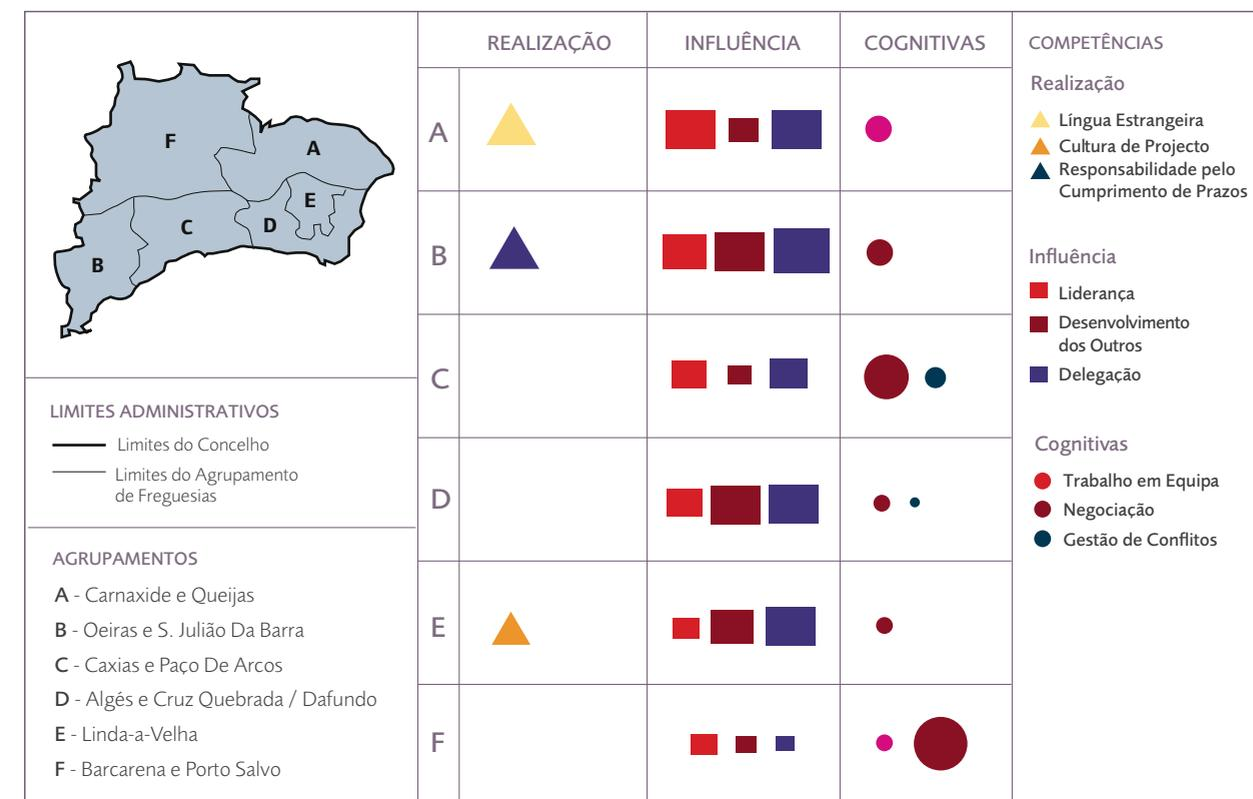 F
A
E
C
D
B
LIMITES ADMINISTRATIVOS
Limites do Concelho
Limites do Agrupamento
de Freguesias
AGRUPAMENTOS
A - Carnaxide e Queijas
B - Oeiras e S. Julião Da Barra
C - Caxias e Paço De Arcos
D - Algés e Cruz Quebrada / Dafundo
E - Linda-a-Velha
F - Barcarena e Porto Salvo
REALIZAÇÃO INFLUÊNCIA COGNITIVAS
A
B
C
D
E
F
COMPETÊNCIAS
Realização
Língua Estrangeira
Cultura de Projecto
Responsabilidade pelo
Cumprimento de Prazos
Influência
Liderança
Desenvolvimento
dos Outros
Delegação
Cognitivas
Trabalho em Equipa
Negociação
Gestão de Conflitos